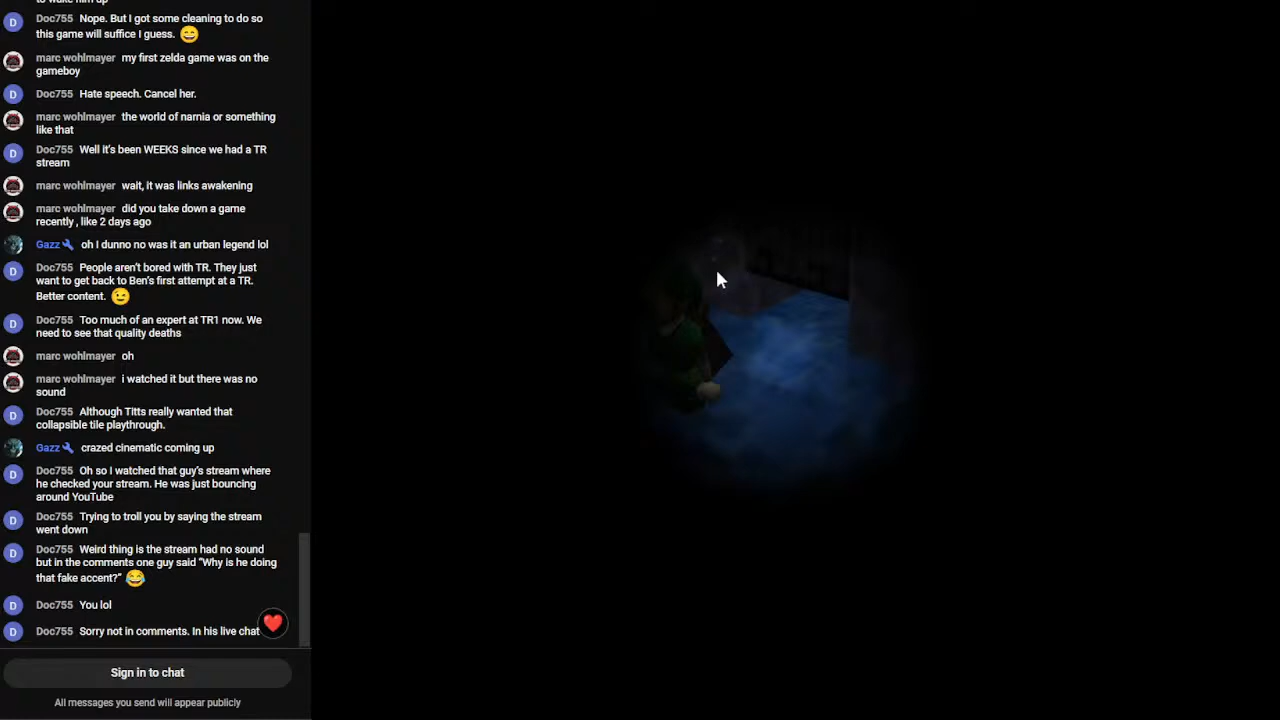 Doc755 Nope. But I got some cleaning to do so
this game will suffice I guess. 😄
marc wohlmayer my first zelda game was on the
gameboy
Doc755 Hate speech. Cancel her.
marc wohlmayer the world of narnia or something
like that
Doc755 Well it's been WEEKS since we had a TR
stream
marc wohlmayer wait, it was links awakening
marc wohlmayer did you take down a game
recently , like 2 days ago
Gazz oh I dunno no was it an urban legend lol
Doc755 People aren't bored with TR. They just
want to get back to Ben's first attempt at a TR.
Better content. 😉
Doc755 Too much of an expert at TR1 now. We
need to see that quality deaths
marc wohlmayer oh
marc wohlmayer i watched it but there was no
sound
Doc755 Although Titts really wanted that
collapsible tile playthrough.
Gazz crazed cinematic coming up
Doc755 Oh so I watched that guy's stream where
he checked your stream. He was just bouncing
around YouTube
Doc755 Trying to troll you by saying the stream
went down
Doc755 Weird thing is the stream had no sound
but in the comments one guy said “Why is he doing
that fake accent?” 😂
Doc755 You lol
Doc755 Sorry not in comments. In his live chat
Sign in to chat
All messages you send will appear publicly